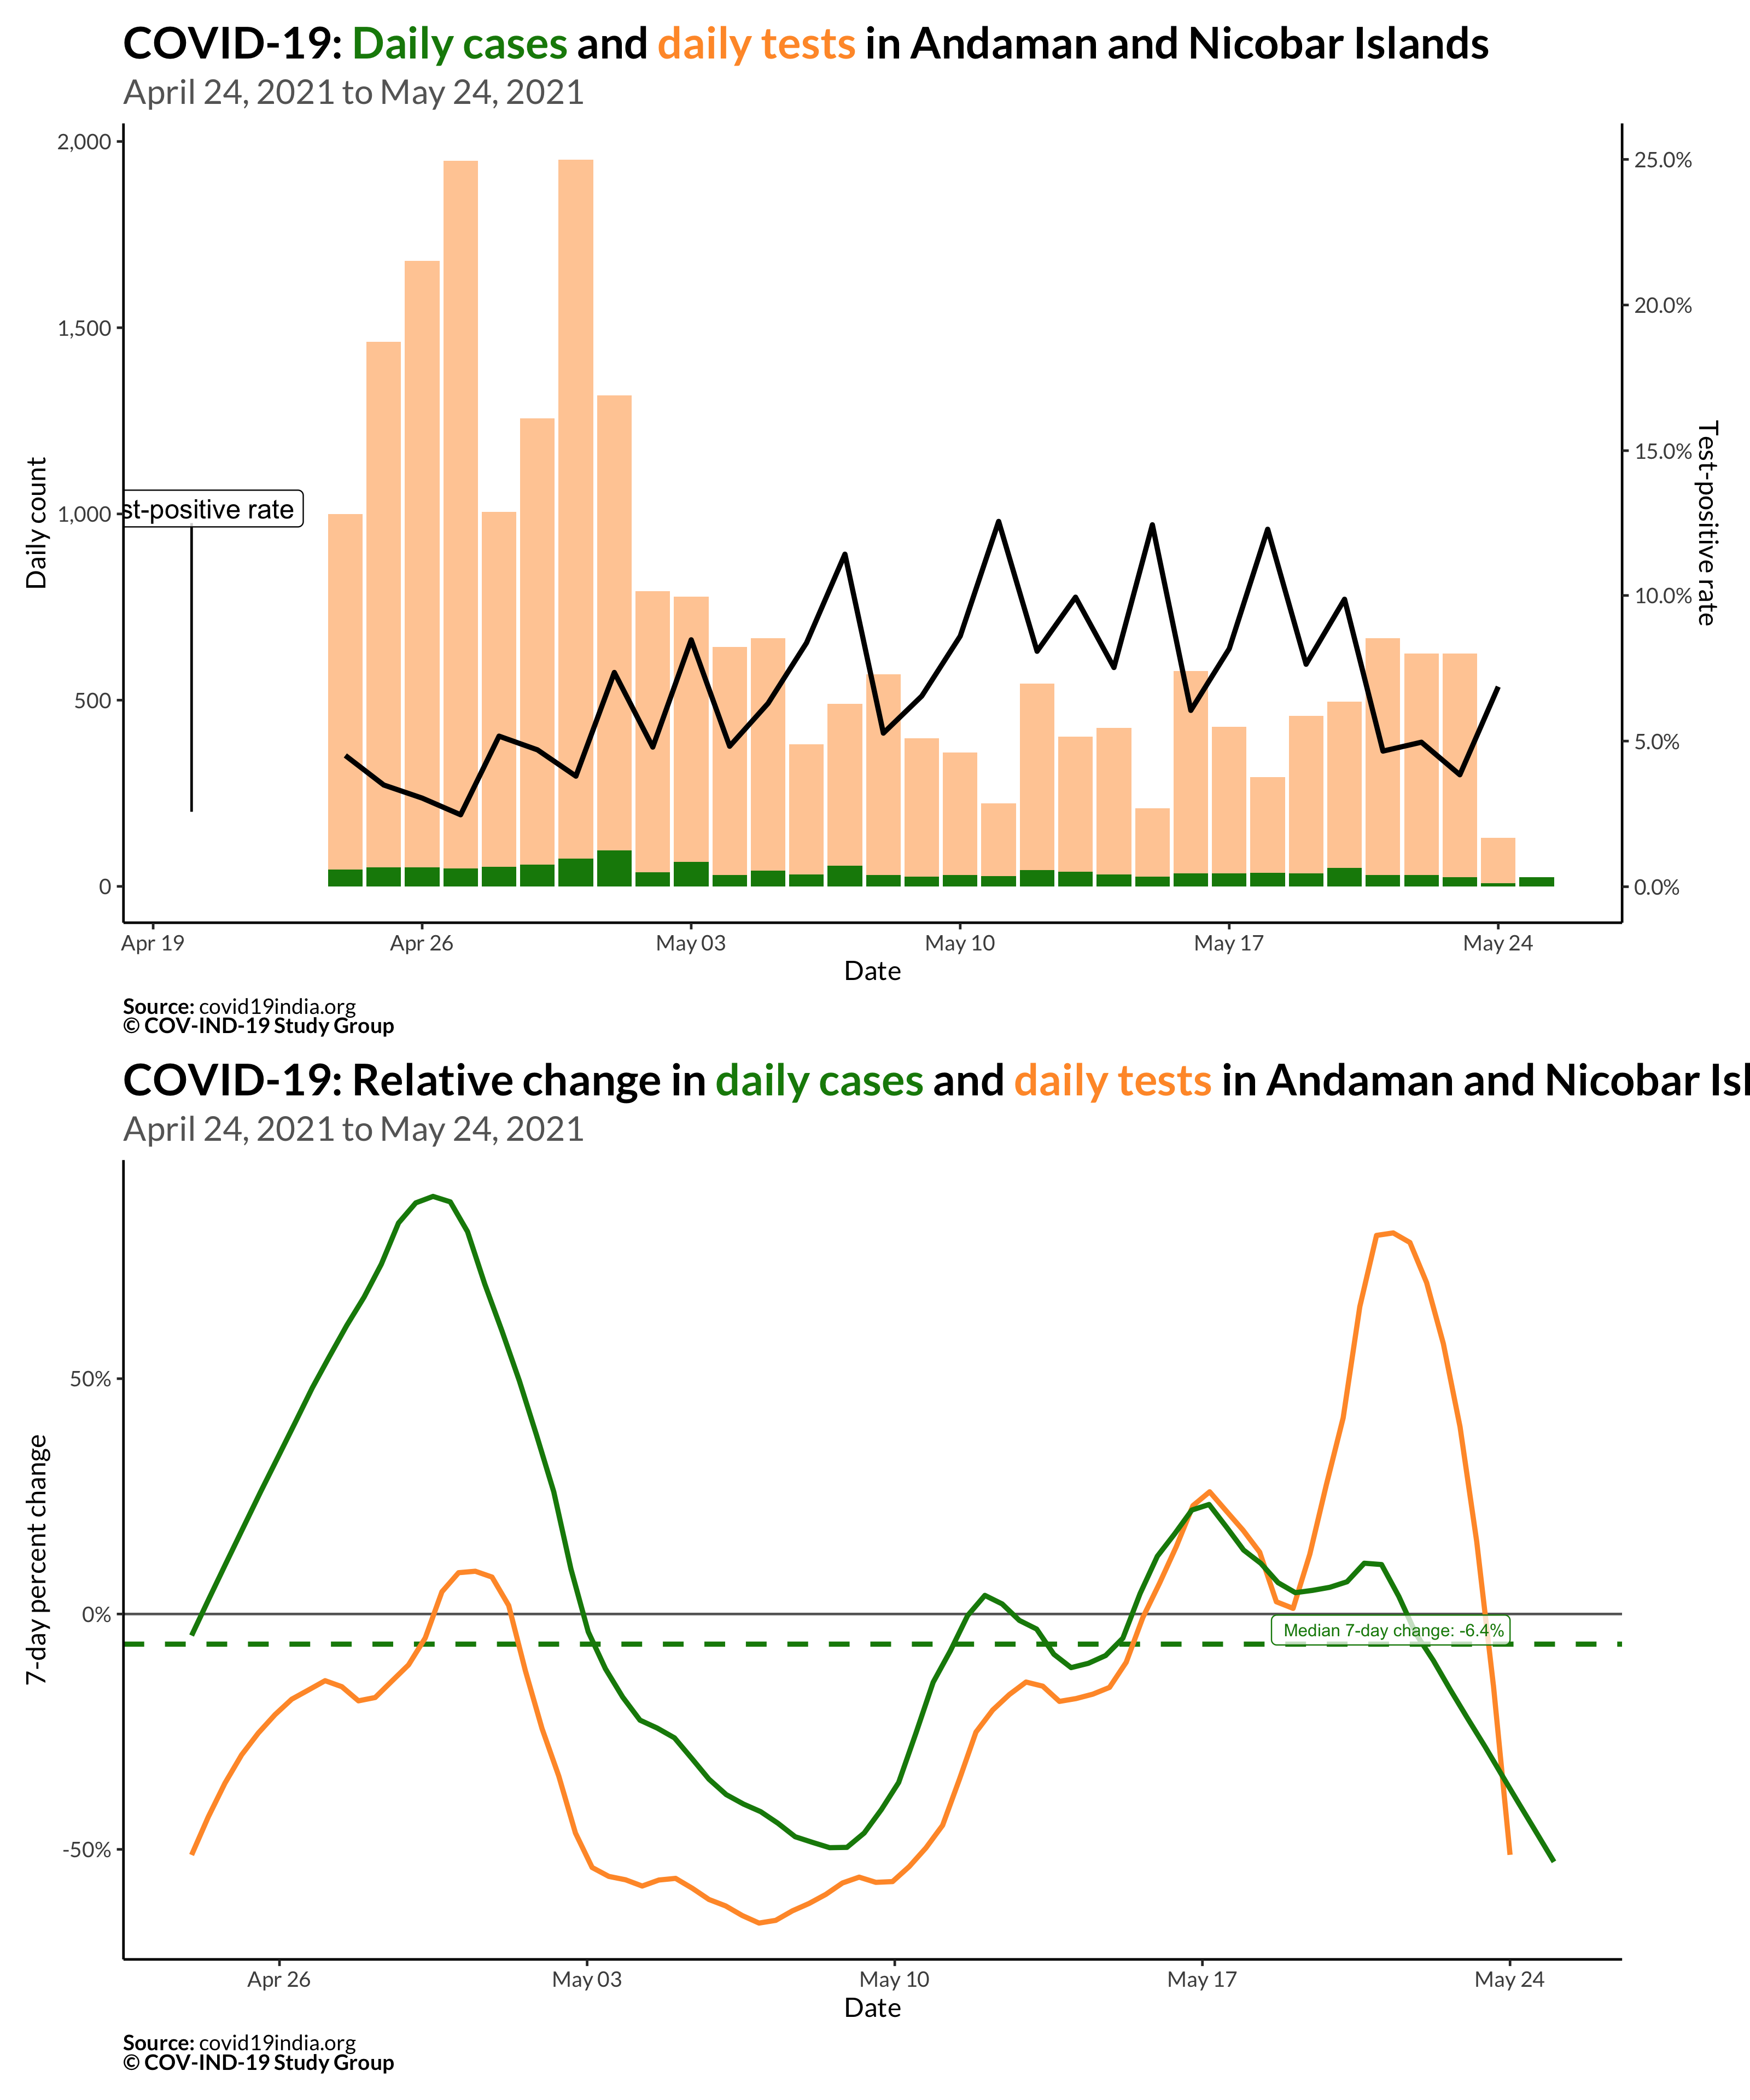 COVID-19: Daily cases and daily tests in Andaman and Nicobar Islands
April 24, 2021 to May 24, 2021
2,000
1,500
1,000
500
0
Daily count
25.0%
20.0%
15.0%
10.0%
5.0%
0.0%
Test-positive rate
st-positive rate
Apr 19
Apr 26
May 03
May 10
May 17
May 24
Date
Source: covid19india.org
© COV-IND-19 Study Group
COVID-19: Relative change in daily cases and daily tests in Andaman and Nicobar Isl
April 24, 2021 to May 24, 2021
50%
0%
-50%
7-day percent change
Median 7-day change: -6.4%
Apr 26
May 03
May 10
May 17
May 24
Date
Source: covid19india.org
© COV-IND-19 Study Group